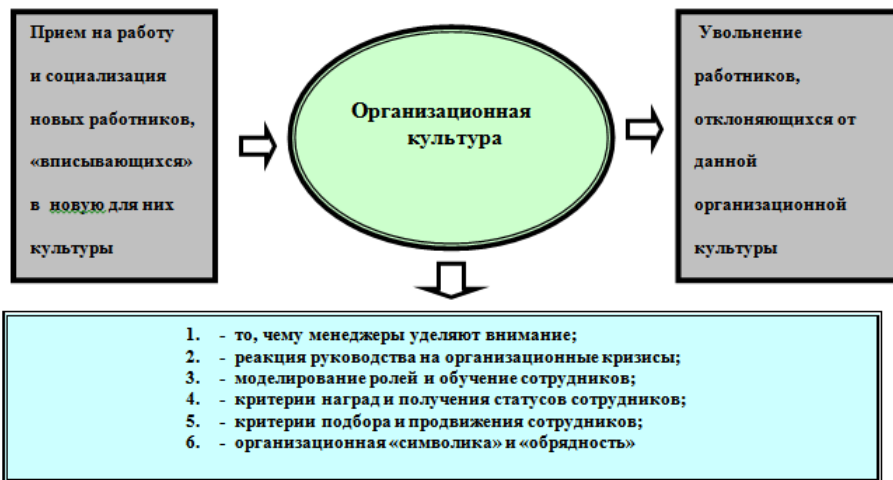 Прием на работу
и социализация
новых работников,
«вписывающихся»
в новую для них
культуры
Организационная
культура
Увольнение
работников,
отклоняющихся от
данной
организационной
культуры
1. - то, чему менеджеры уделяют внимание;
2. - реакция руководства на организационные кризисы;
3. - моделирование ролей и обучение сотрудников;
4. - критерии наград и получения статусов сотрудников;
5. - критерии подбора и продвижения сотрудников;
6. - организационная «символика» и «обрядность»